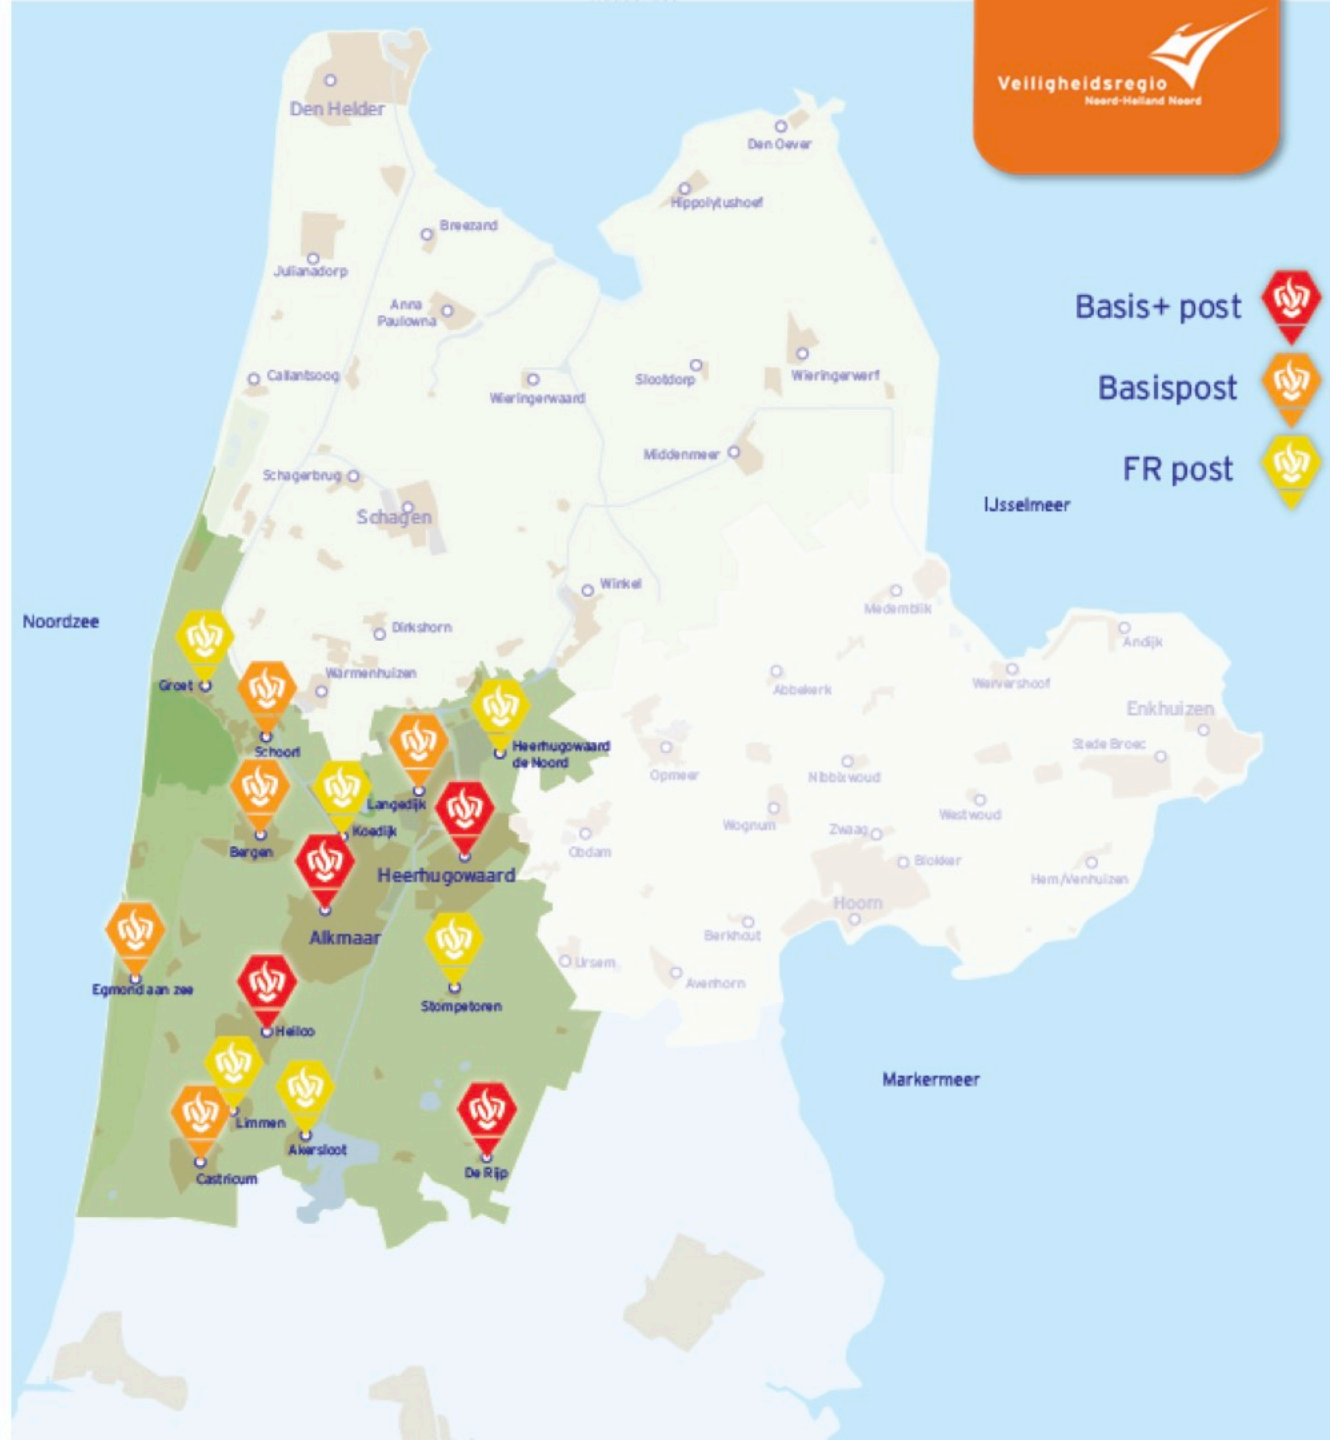 Veiligheidsregio
Noord-Holland Noord
Den Helder
Den Oever
Hippolytushoef
Breezand
Julianadorp
Anna
Paulowna
Basis+ post
Callantsoog
Wieringerwaard
Slootdorp
Wieringerwerf
Basispost
Middenmeer
FR post
Schagerbrug
Schagen
IJsselmeer
Winkel
Medemblik
Noordzee
Dirkshorn
Andijk
Warmenhuizen
Groet
Abbekerk
Wervershoof
Enkhuizen
Schoorl
Heerhugowaard
de Noord
Stede Broec
Opmeer
Nibbixwoud
Langedijk
Koedijk
Wognum
Zwaag
Westwoud
Bergen
Obdam
Blokker
Heerhugowaard
Hem/Venhuizen
Hoorn
Alkmaar
Berkhout
Ursem
Avenhorn
Egmond aan zee
Stompetoren
Heiloo
Markermeer
Limmen
Akersloot
De Rijp
Castricum